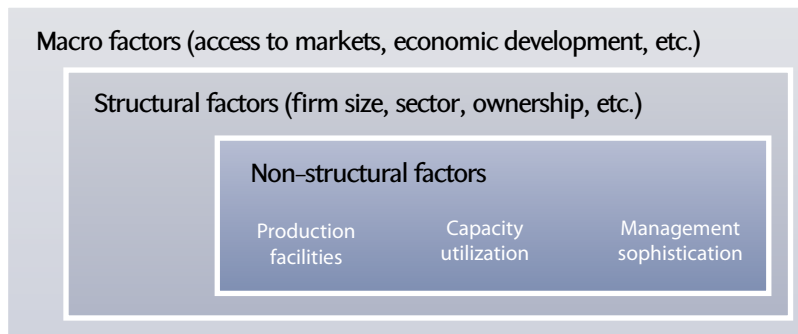 Macro factors (access to markets, economic development, etc.)
Structural factors (firm size, sector, ownership, etc.)
Non-structural factors
Production
facilities
Capacity
utilization
Management
sophistication